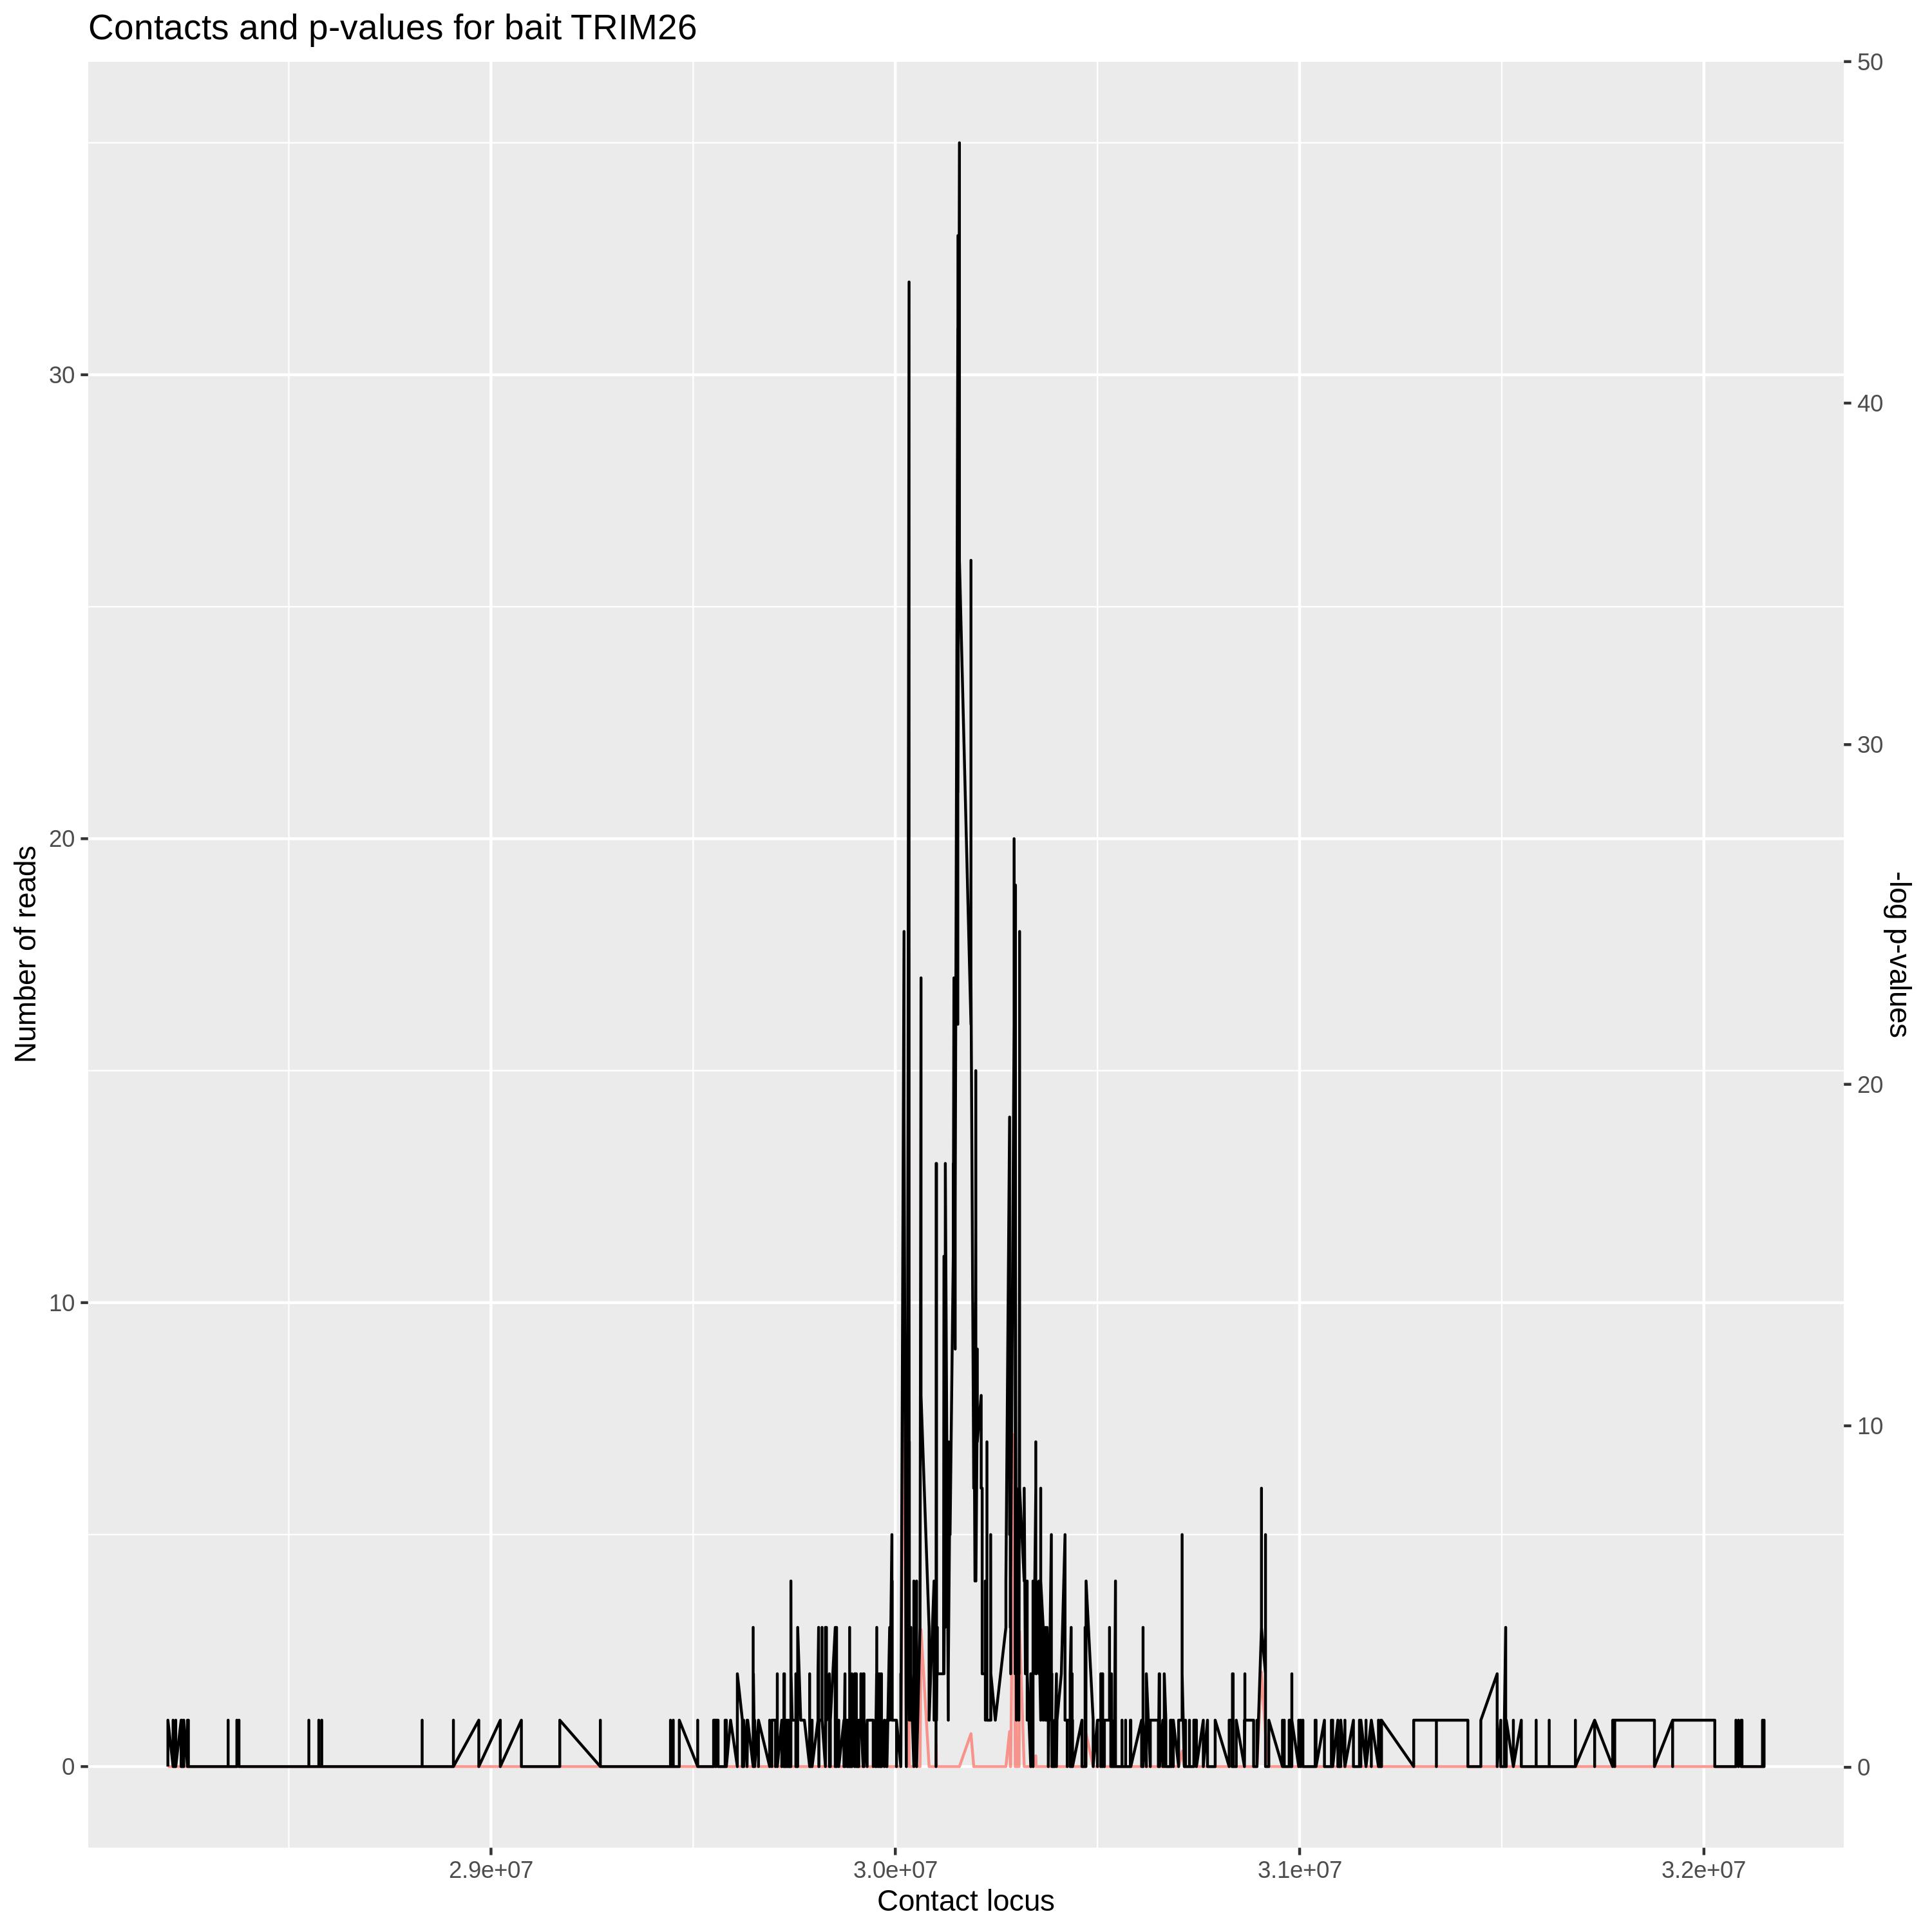 Contacts and p-values for bait TRIM26
50
40
30
20
10
0
30
20
10
0
Number of reads
-log p-values
2.9e+07 3.0e+07 3.1e+07 3.2e+07
Contact locus